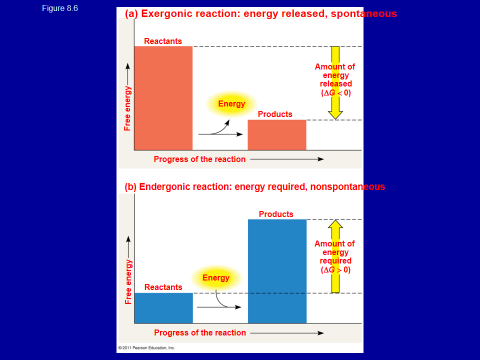 Figure 8.6
(a) Exergonic reaction: energy released, spontaneous
Reactants
Amount of
energy
released
(ΔG < 0)
Energy
Products
Free energy
Progress of the reaction
(b) Endergonic reaction: energy required, nonspontaneous
Products
Amount of
energy
required
(ΔG > 0)
Energy
Reactants
Free energy
Progress of the reaction
© 2011 Pearson Education, Inc.